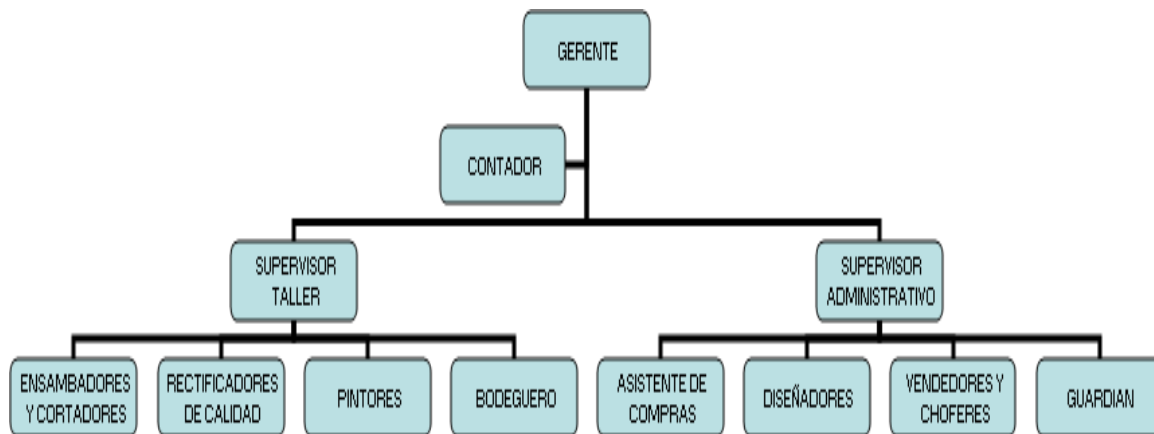 GERENTE
CONTADOR
SUPERVISOR
TALLER
SUPERVISOR
ADMINISTRATIVO
ENSAMBADORES
Y CORTADORES
RECTIFICADORES
DE CALIDAD
PINTORES
BODEGUERO
ASISTENTE DE
COMPRAS
DISEÑADORES
VENDEDORES Y
CHOFERES
GUARDIAN